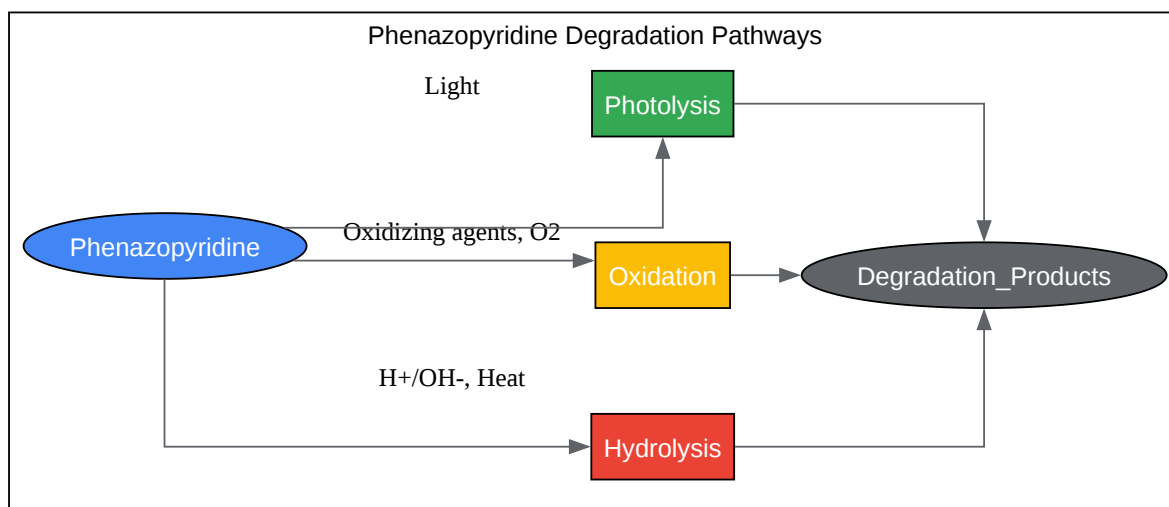 Phenazopyridine Degradation Pathways
Light
Photolysis
Oxidizing agents, O2
Phenazopyridine
Oxidation
Degradation_Products
H+/OH-, Heat
Hydrolysis